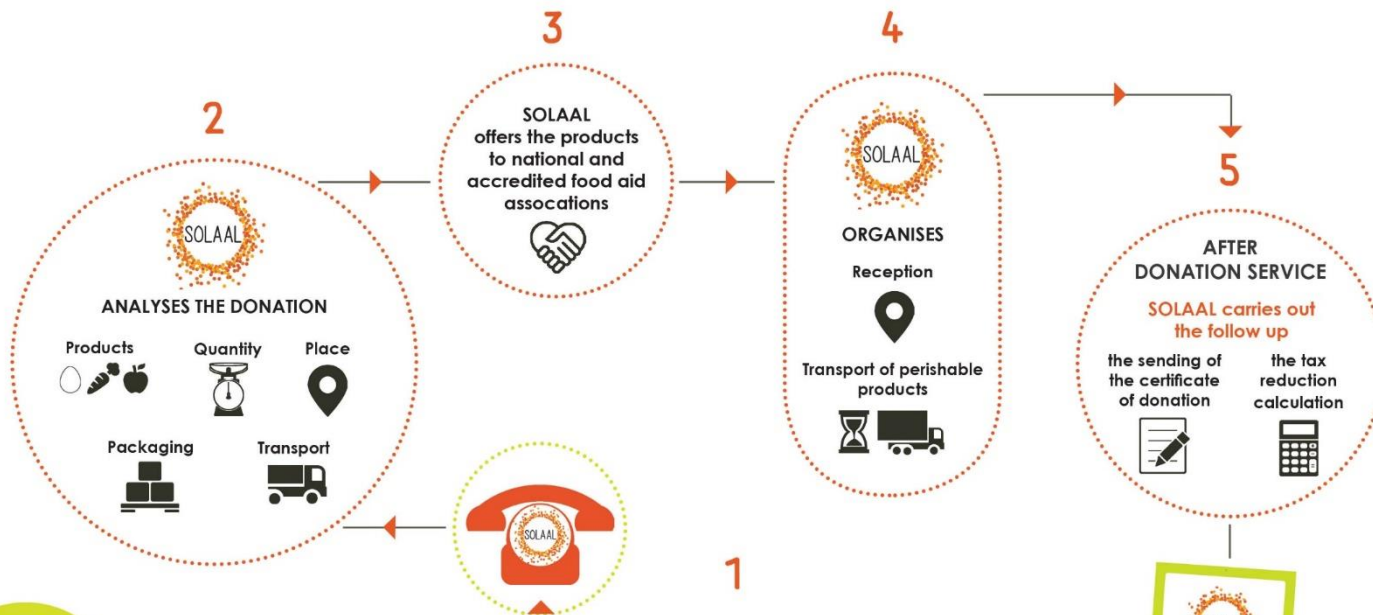 1
SOLAAL
2
SOLAAL
ANALYSES THE DONATION
Products
Quantity
Place
Packaging
Transport
3
SOLAAL
offers the products
to national and
accredited food aid
assocations
4
SOLAAL
ORGANISES
Reception
Transport of perishable
products
5
AFTER
DONATION SERVICE
SOLAAL carries out
the follow up
the sending of
the certificate
of donation
the tax
reduction
calculation